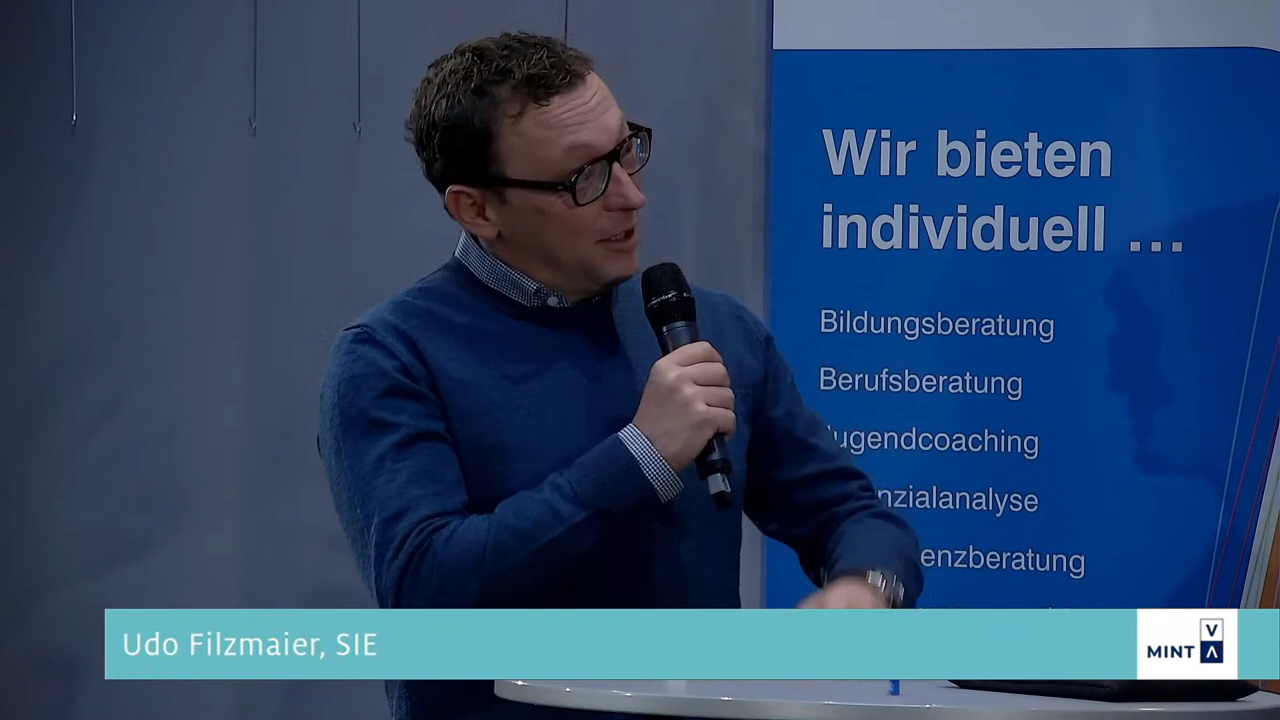 Wir bieten
individuell ...
Bildungsberatung
Berufsberatung
ugendcoaching
nzialanalyse
enzberatung
Udo Filzmaier, SIE
MINT V Λ